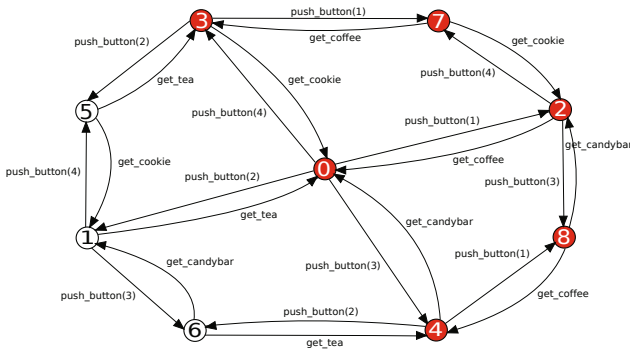 push_button(1)
3
7
push_button(2)
get_coffee
get_cookie
get_tea
get_cookie
push_button(4)
5
push_button(4)
2
push_button(1)
get_candybar
get_cookie
get_coffee
push_button(4)
0
push_button(2)
push_button(3)
get_tea
get_candybar
1
8
push_button(1)
get_candybar
push_button(3)
push_button(3)
get_coffee
push_button(2)
6
4
get_tea